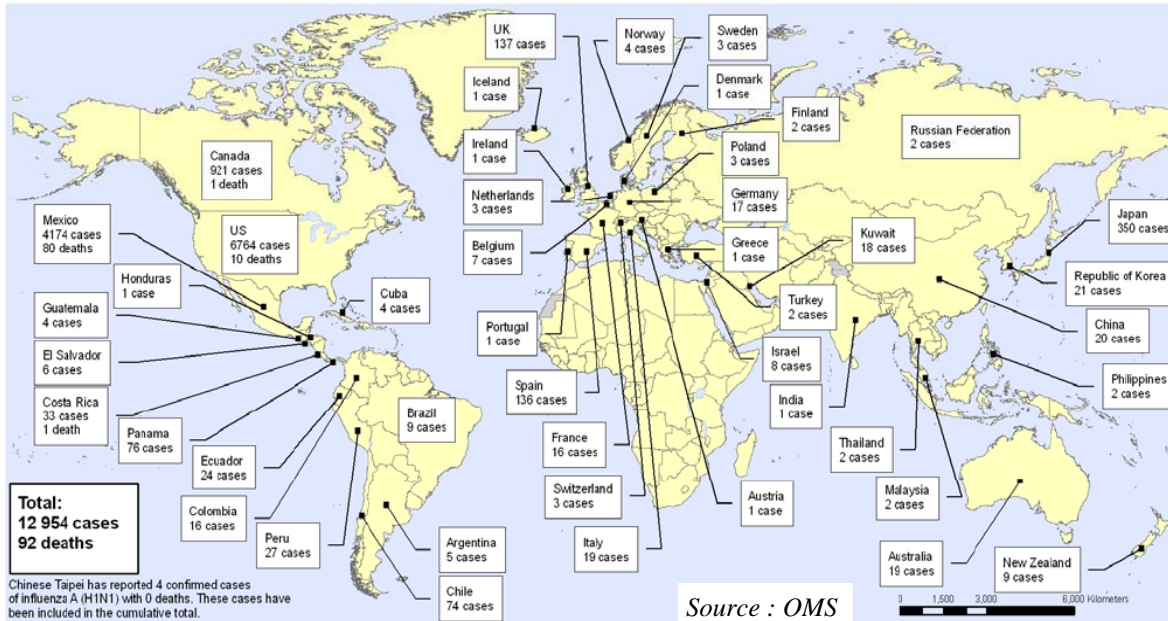 UK
137 cases
Norway
4 cases
Sweden
3 cases
Iceland
1 case
Denmark
1 case
Finland
2 cases
Russian Federation
2 cases
Ireland
1 case
Poland
3 cases
Canada
921 cases
1 death
Netherlands
3 cases
Germany
17 cases
Mexico
4174 cases
80 deaths
US
6764 cases
10 deaths
Belgium
7 cases
Greece
1 case
Kuwait
18 cases
Japan
350 cases
Honduras
1 case
Cuba
4 cases
Republic of Korea
21 cases
Guatemala
4 cases
Portugal
1 case
Turkey
2 cases
China
20 cases
El Salvador
6 cases
Israel
8 cases
Philippines
2 cases
Costa Rica
33 cases
1 death
Spain
136 cases
India
1 case
Brazil
9 cases
Panama
76 cases
France
16 cases
Thailand
2 cases
Ecuador
24 cases
Switzerland
3 cases
Austria
1 case
Malaysia
2 cases
Total:
12 954 cases
92 deaths
Colombia
16 cases
Peru
27 cases
Argentina
5 cases
Italy
19 cases
Australia
19 cases
New Zealand
9 cases
Chile
74 cases
Chinese Taipei has reported 4 confirmed cases
of influenza A (H1N1) with 0 deaths. These cases have
been included in the cumulative total.
Source : OMS
0 1,500 3,000 6,000 Kilometers